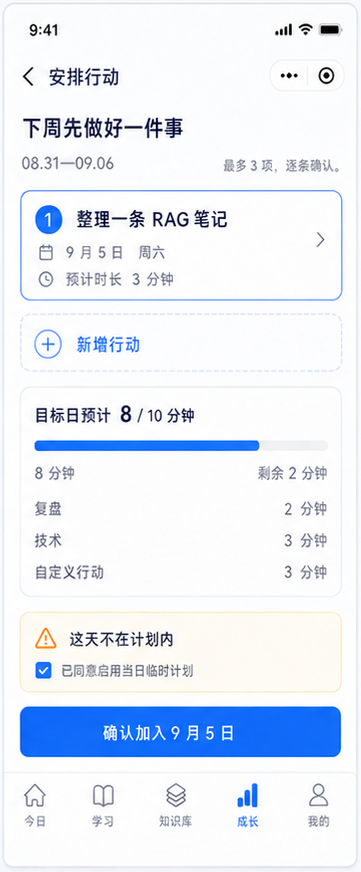 9:41
安排行动
下周先做好一件事
08.31—09.06
最多 3 项，逐条确认。
1 整理一条 RAG 笔记
9 月 5 日 周六
预计时长 3 分钟
新增行动
目标日预计 8 / 10 分钟
8 分钟 剩余 2 分钟
复盘 2 分钟
技术 3 分钟
自定义行动 3 分钟
这天不在计划内
已同意启用当日临时计划
确认加入 9 月 5 日
今日 学习 知识库 成长 我的